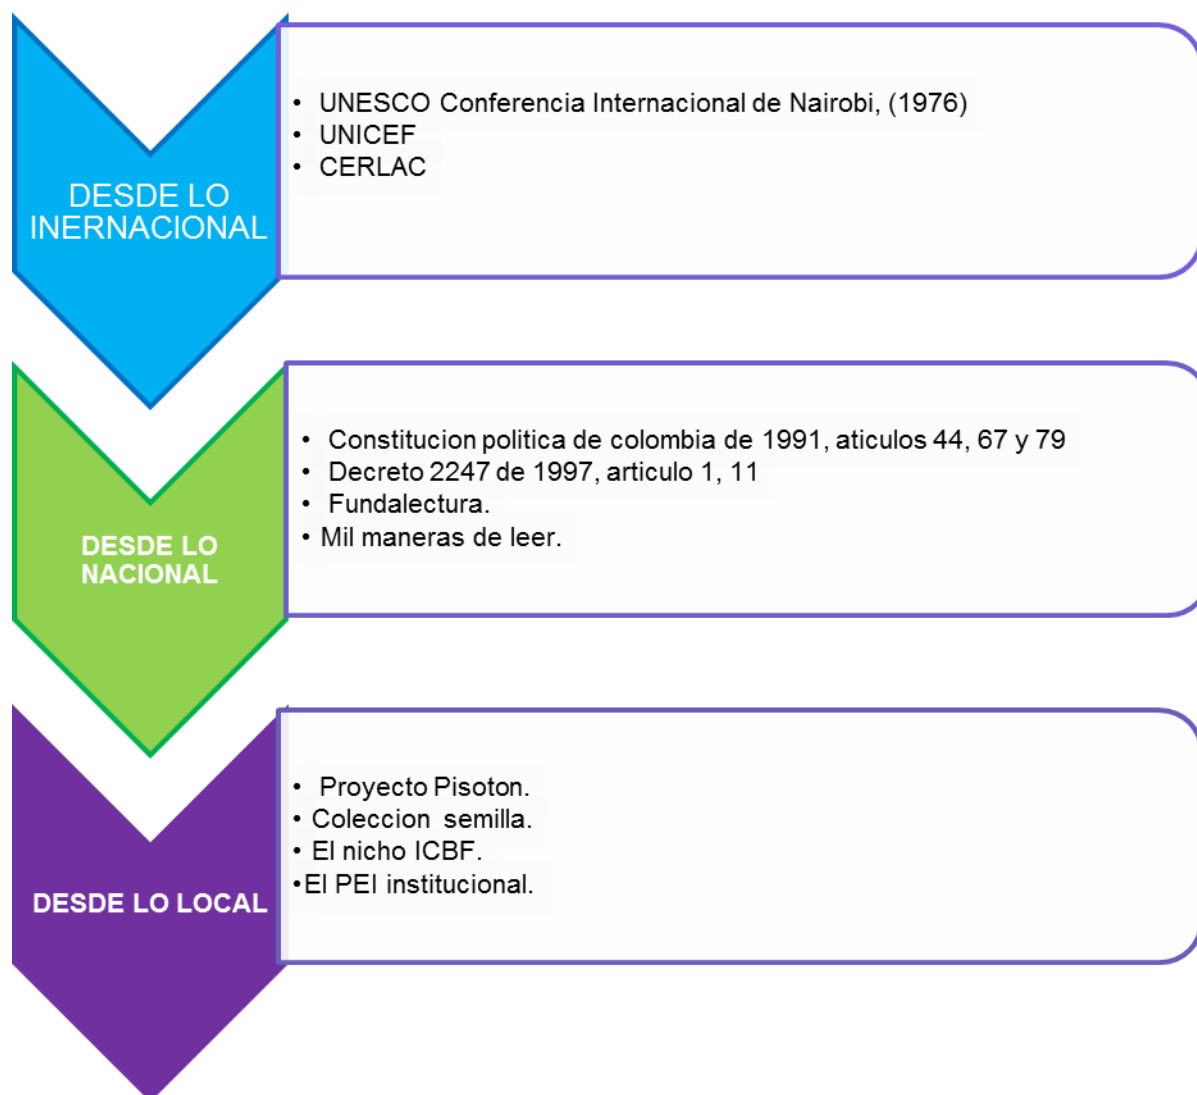 DESDE LO
INERNACIONAL
• UNESCO Conferencia Internacional de Nairobi, (1976)
• UNICEF
• CERLAC
DESDE LO
NACIONAL
• Constitucion politica de colombia de 1991, aticulos 44, 67 y 79
• Decreto 2247 de 1997, articulo 1, 11
• Fundalectura.
• Mil maneras de leer.
DESDE LO LOCAL
• Proyecto Pisoton.
• Coleccion semilla.
• El nicho ICBF.
•El PEI institucional.